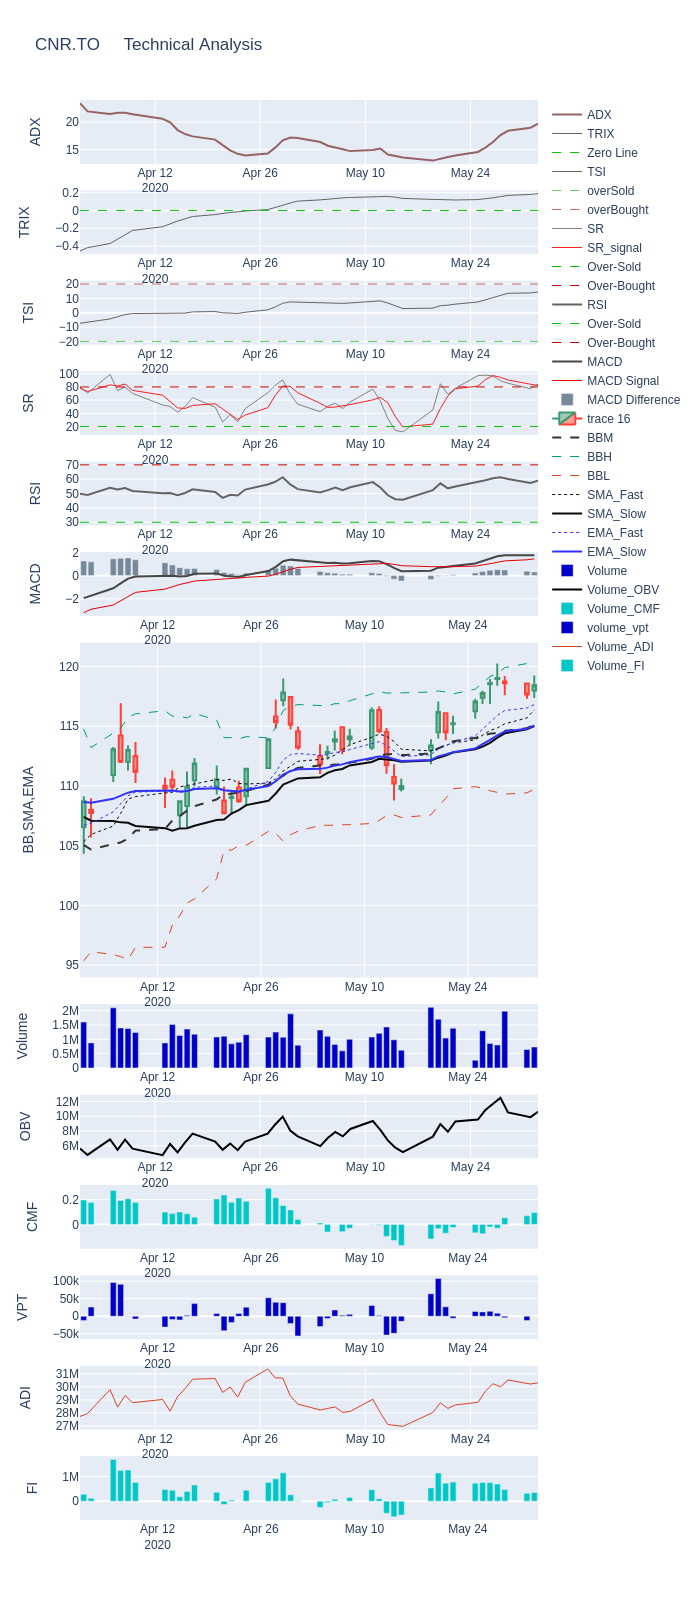 CNR.TO Technical Analysis
ADX
20
15
Apr 12
2020
Apr 26
May 10
May 24
TRIX
0.2
0
−0.2
−0.4
Apr 12
2020
Apr 26
May 10
May 24
TSI
20
10
0
−10
−20
Apr 12
2020
Apr 26
May 10
May 24
SR
100
80
60
40
20
Apr 12
2020
Apr 26
May 10
May 24
RSI
70
60
50
40
30
Apr 12
2020
Apr 26
May 10
May 24
MACD
2
0
−2
Apr 12
2020
Apr 26
May 10
May 24
BB,SMA,EMA
120
115
110
105
100
95
Apr 12
2020
Apr 26
May 10
May 24
Volume
2M
1.5M
1M
0.5M
0
Apr 12
2020
Apr 26
May 10
May 24
OBV
12M
10M
8M
6M
Apr 12
2020
Apr 26
May 10
May 24
CMF
0.2
0
Apr 12
2020
Apr 26
May 10
May 24
VPT
100k
50k
0
−50k
Apr 12
2020
Apr 26
May 10
May 24
ADI
31M
30M
29M
28M
27M
Apr 12
2020
Apr 26
May 10
May 24
FI
1M
0
Apr 12
2020
Apr 26
May 10
May 24
ADX
TRIX
Zero Line
TSI
overSold
overBought
SR
SR_signal
Over-Sold
Over-Bought
RSI
Over-Sold
Over-Bought
MACD
MACD Signal
MACD Difference
trace 16
BBM
BBH
BBL
SMA_Fast
SMA_Slow
EMA_Fast
EMA_Slow
Volume
Volume_OBV
Volume_CMF
volume_vpt
Volume_ADI
Volume_FI